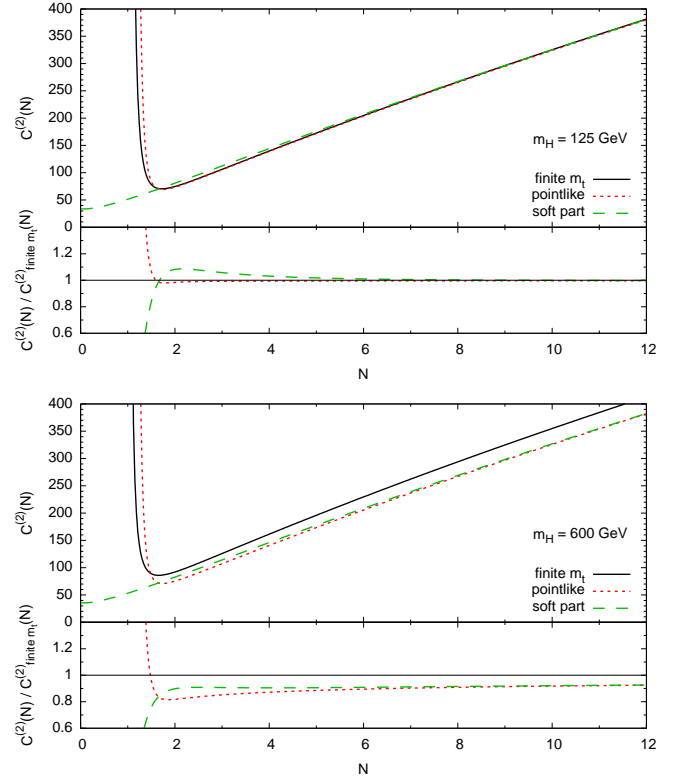 400
350
300
250
200
150
100
50
0
C^(2)(N)
m_H = 125 GeV
finite m_t
pointlike
soft part
1.2
1
0.8
0.6
C^(2)(N) / C^(2)_finite m_t(N)
0 2 4 6 8 10 12
N
400
350
300
250
200
150
100
50
0
C^(2)(N)
m_H = 600 GeV
finite m_t
pointlike
soft part
1.2
1
0.8
0.6
C^(2)(N) / C^(2)_finite m_t(N)
0 2 4 6 8 10 12
N